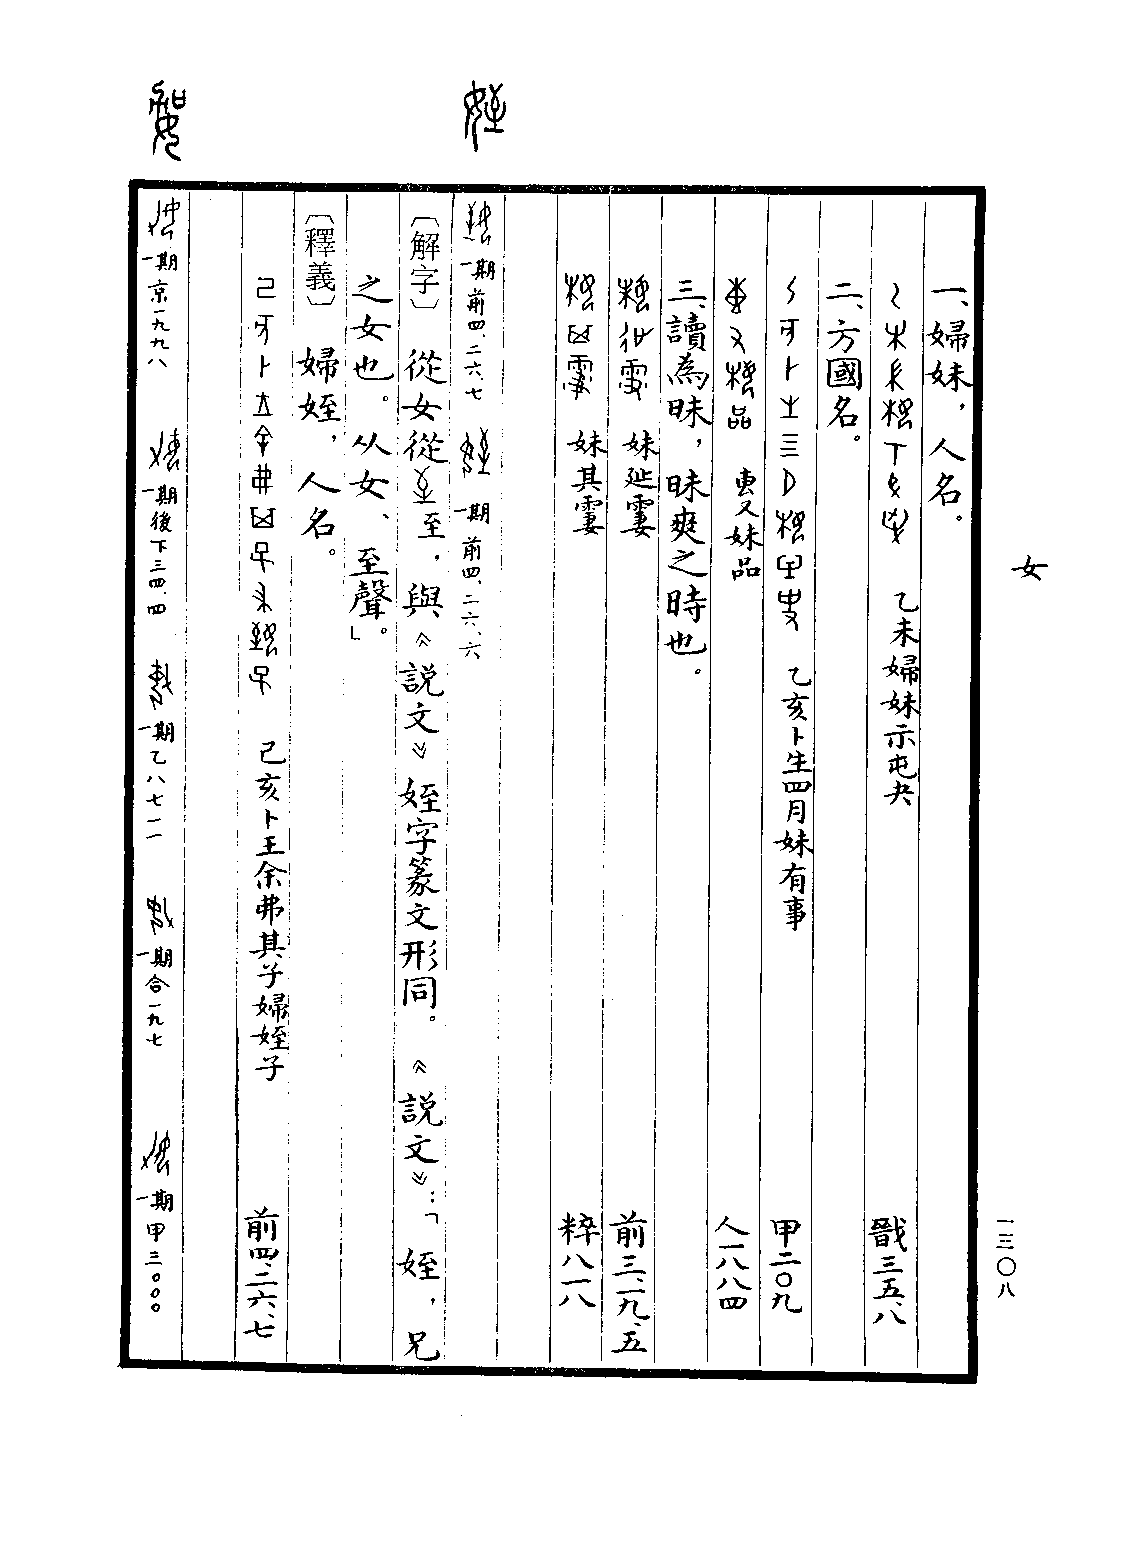 女
一三〇八
一、婦妹，人名。
乙未婦妹示屯夬 戩三五、八
二、方國名。
乙亥卜生四月妹有事 甲二〇九
叀又妹品 人一八八四
三、讀為昧，昧爽之時也。
妹延霎 前三、一九、五
妹其霎 粹八一八
一期 前四、二六、七 一期 前四、二六、六
〔解字〕 從女從至，與《說文》姪字篆文形同。《說文》：「姪，兄
之女也。从女、至聲。」
〔釋義〕 婦姪，人名。
己亥卜王余弗其子婦姪子 前四、二六、七
一期 京一九九八 一期 後下三四、四 一期 乙八七一一 一期 合一九七 一期 甲三〇〇〇